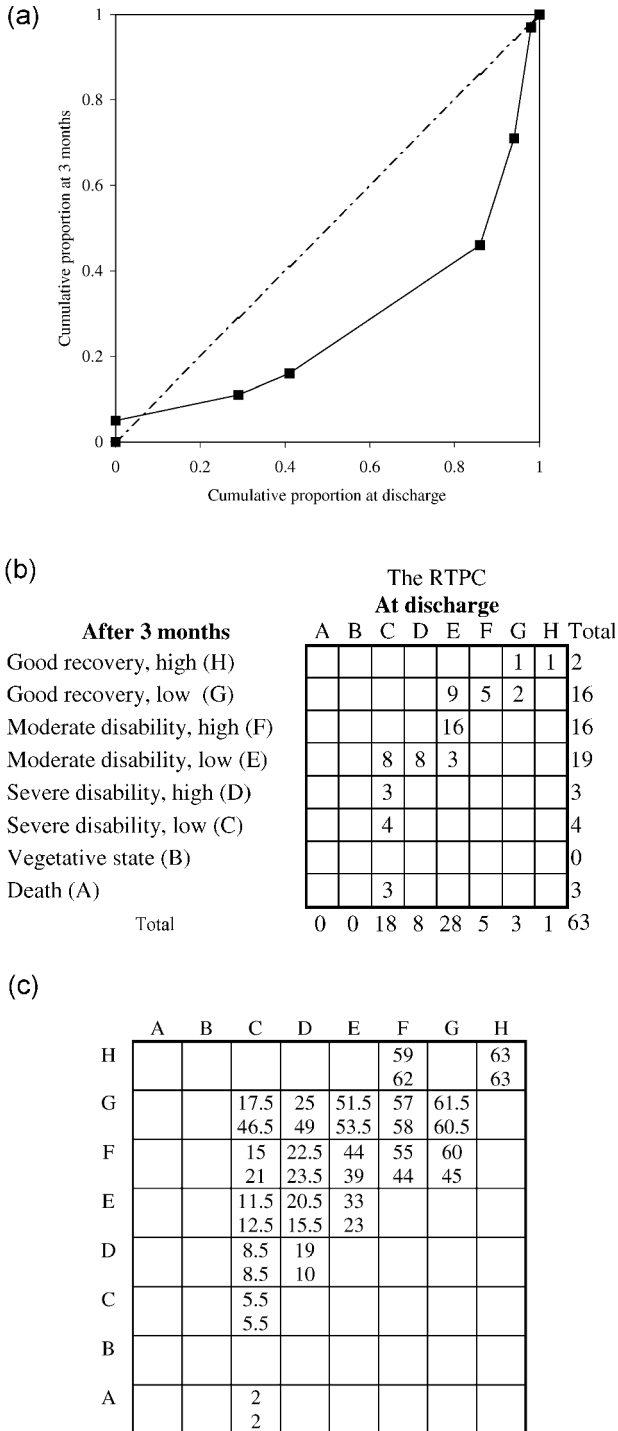 (a)
1
0.8
0.6
0.4
0.2
0
Cumulative proportion at 3 months
0 0.2 0.4 0.6 0.8 1
Cumulative proportion at discharge
(b)
The RTPC
At discharge
After 3 months A B C D E F G H Total
Good recovery, high (H) 1 1 2
Good recovery, low (G) 9 5 2 16
Moderate disability, high (F) 16 16
Moderate disability, low (E) 8 8 3 19
Severe disability, high (D) 3 3
Severe disability, low (C) 4 4
Vegetative state (B) 0
Death (A) 3 3
Total 0 0 18 8 28 5 3 1 63
(c)
A B C D E F G H
H 59 63
62 63
G 17.5 25 51.5 57 61.5
46.5 49 53.5 58 60.5
F 15 22.5 44 55 60
21 23.5 39 44 45
E 11.5 20.5 33
12.5 15.5 23
D 8.5 19
8.5 10
C 5.5
5.5
B
A 2
2